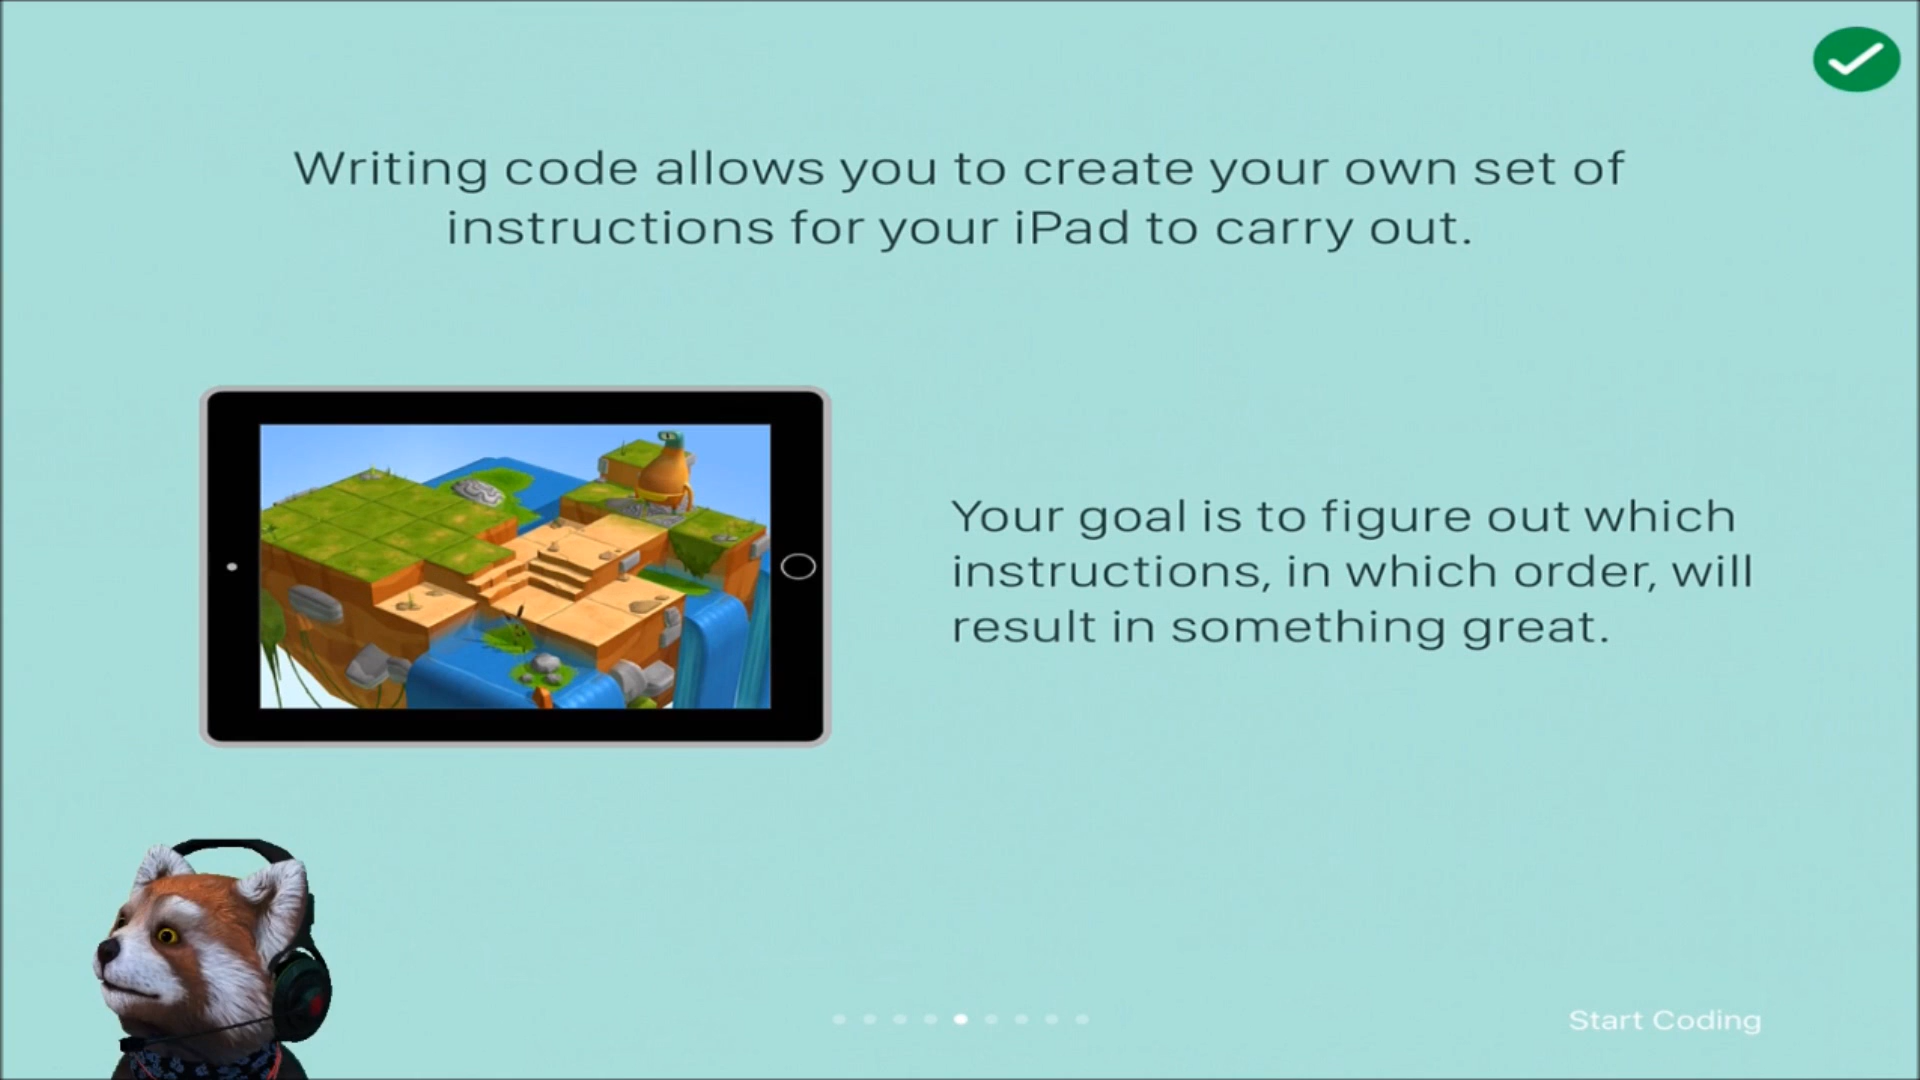 Writing code allows you to create your own set of
instructions for your iPad to carry out.
Your goal is to figure out which
instructions, in which order, will
result in something great.
Start Coding